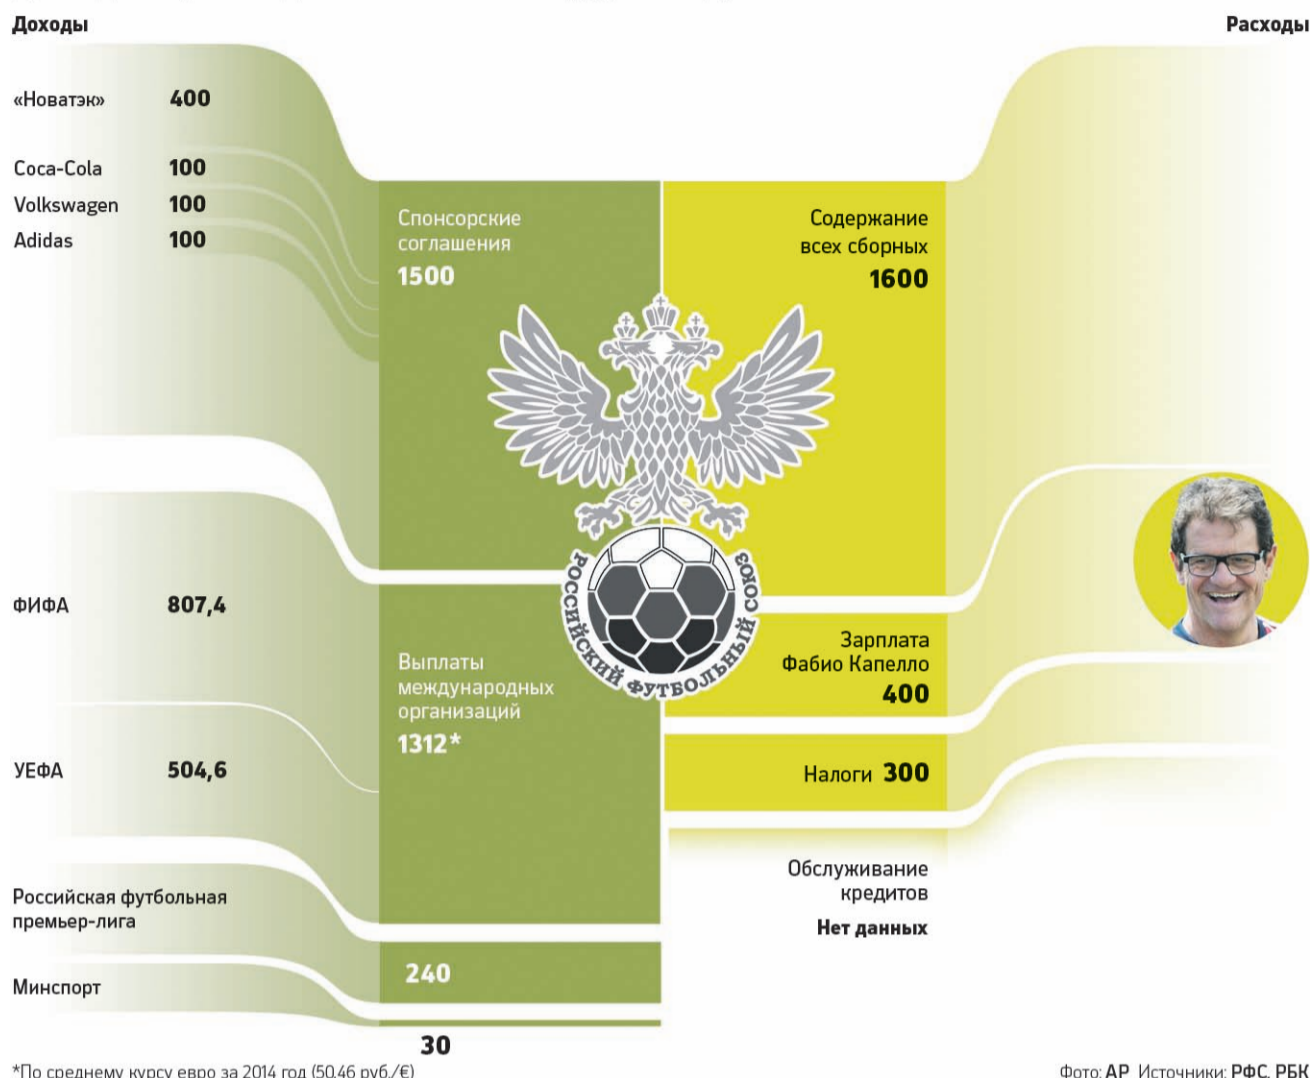 Доходы
Расходы
«Новатэк» 400
Coca-Cola 100
Volkswagen 100
Adidas 100
Спонсорские
соглашения
1500
Содержание
всех сборных
1600
ФИФА 807,4
УЕФА 504,6
Выплаты
международных
организаций
1312*
РОССИЙСКИЙ ФУТБОЛЬНЫЙ СОЮЗ
Зарплата
Фабио Капелло
400
Налоги 300
Обслуживание
кредитов
Нет данных
Российская футбольная
премьер-лига
240
Минспорт
30
*По среднему курсу евро за 2014 год (50,46 руб./€)
Фото: AP Источники: РФС, РБК